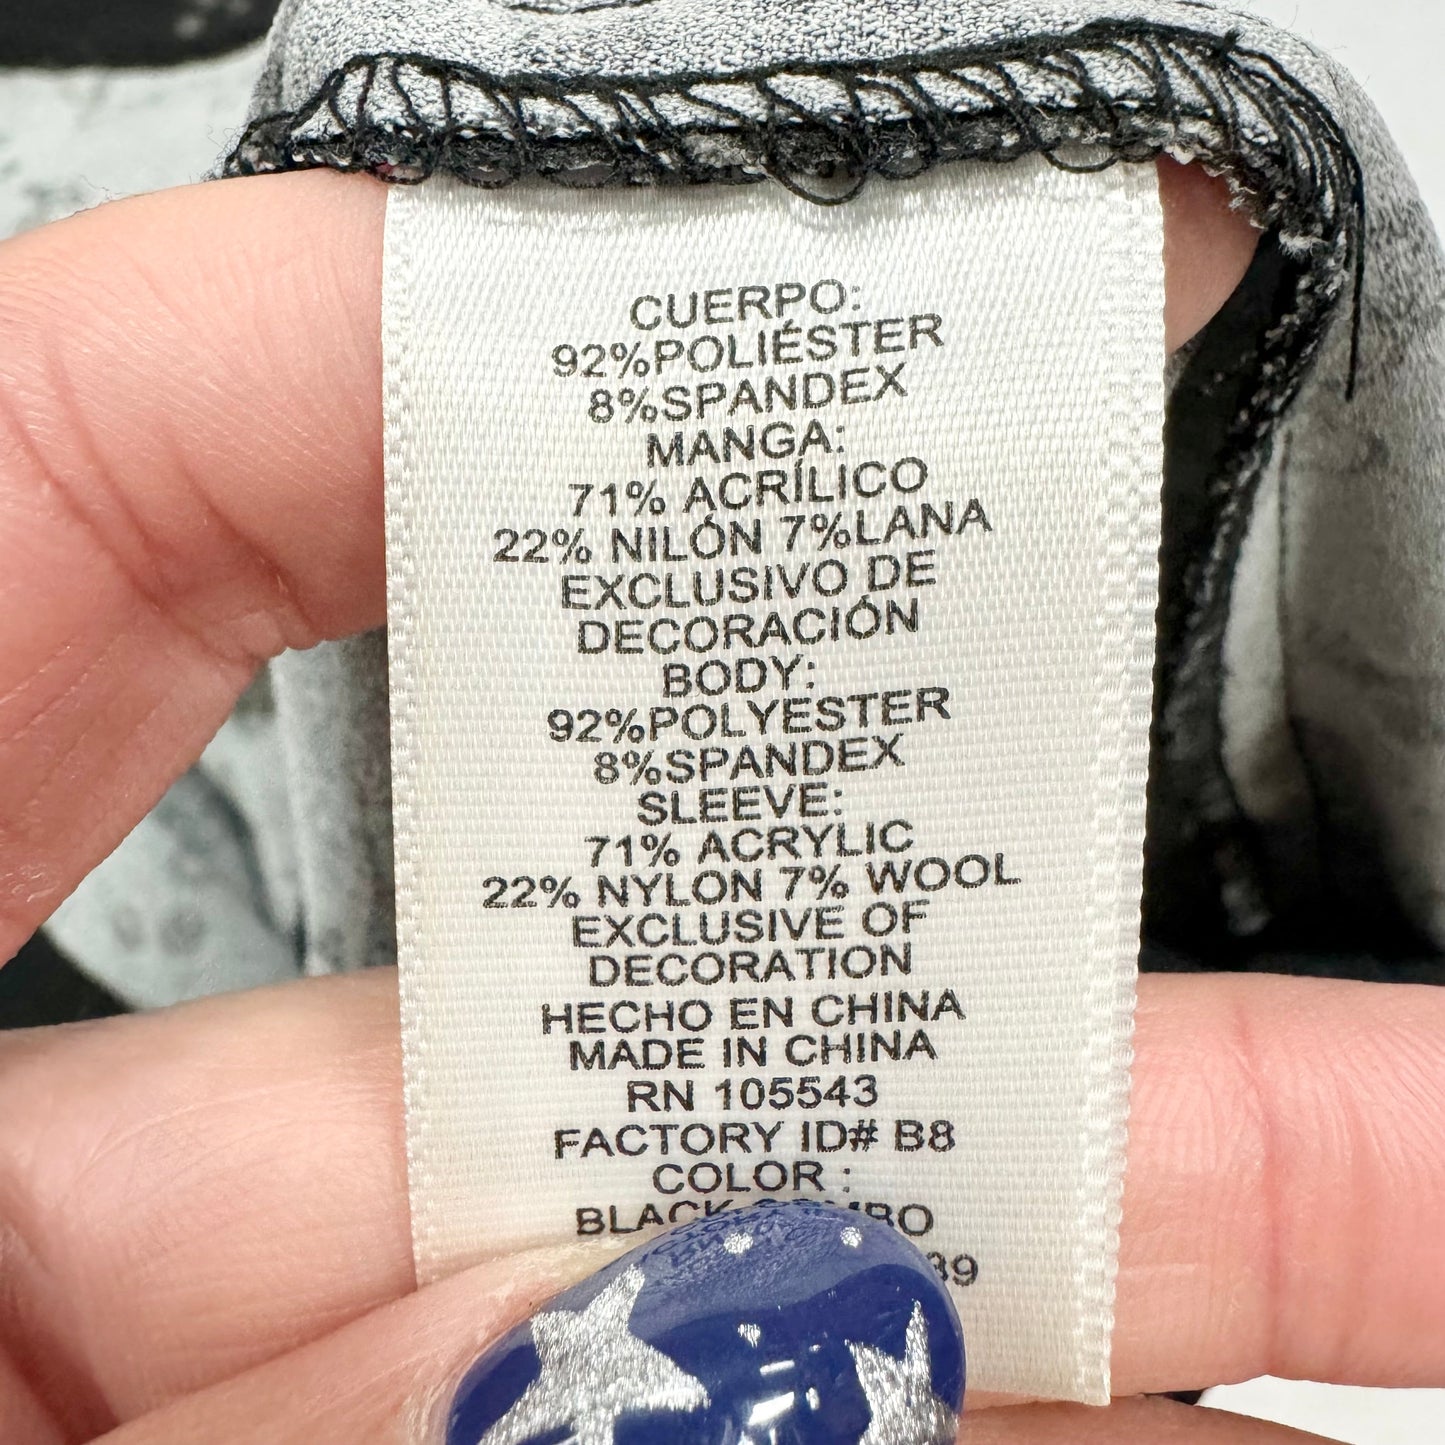 CUERPO:
92%POLIÉSTER
8%SPANDEX
MANGA:
71% ACRÍLICO
22% NILÓN 7%LANA
EXCLUSIVO DE
DECORACIÓN
BODY:
92%POLYESTER
8%SPANDEX
SLEEVE:
71% ACRYLIC
22% NYLON 7% WOOL
EXCLUSIVE OF
DECORATION
HECHO EN CHINA
MADE IN CHINA
RN 105543
FACTORY ID# B8
COLOR :
BLACK